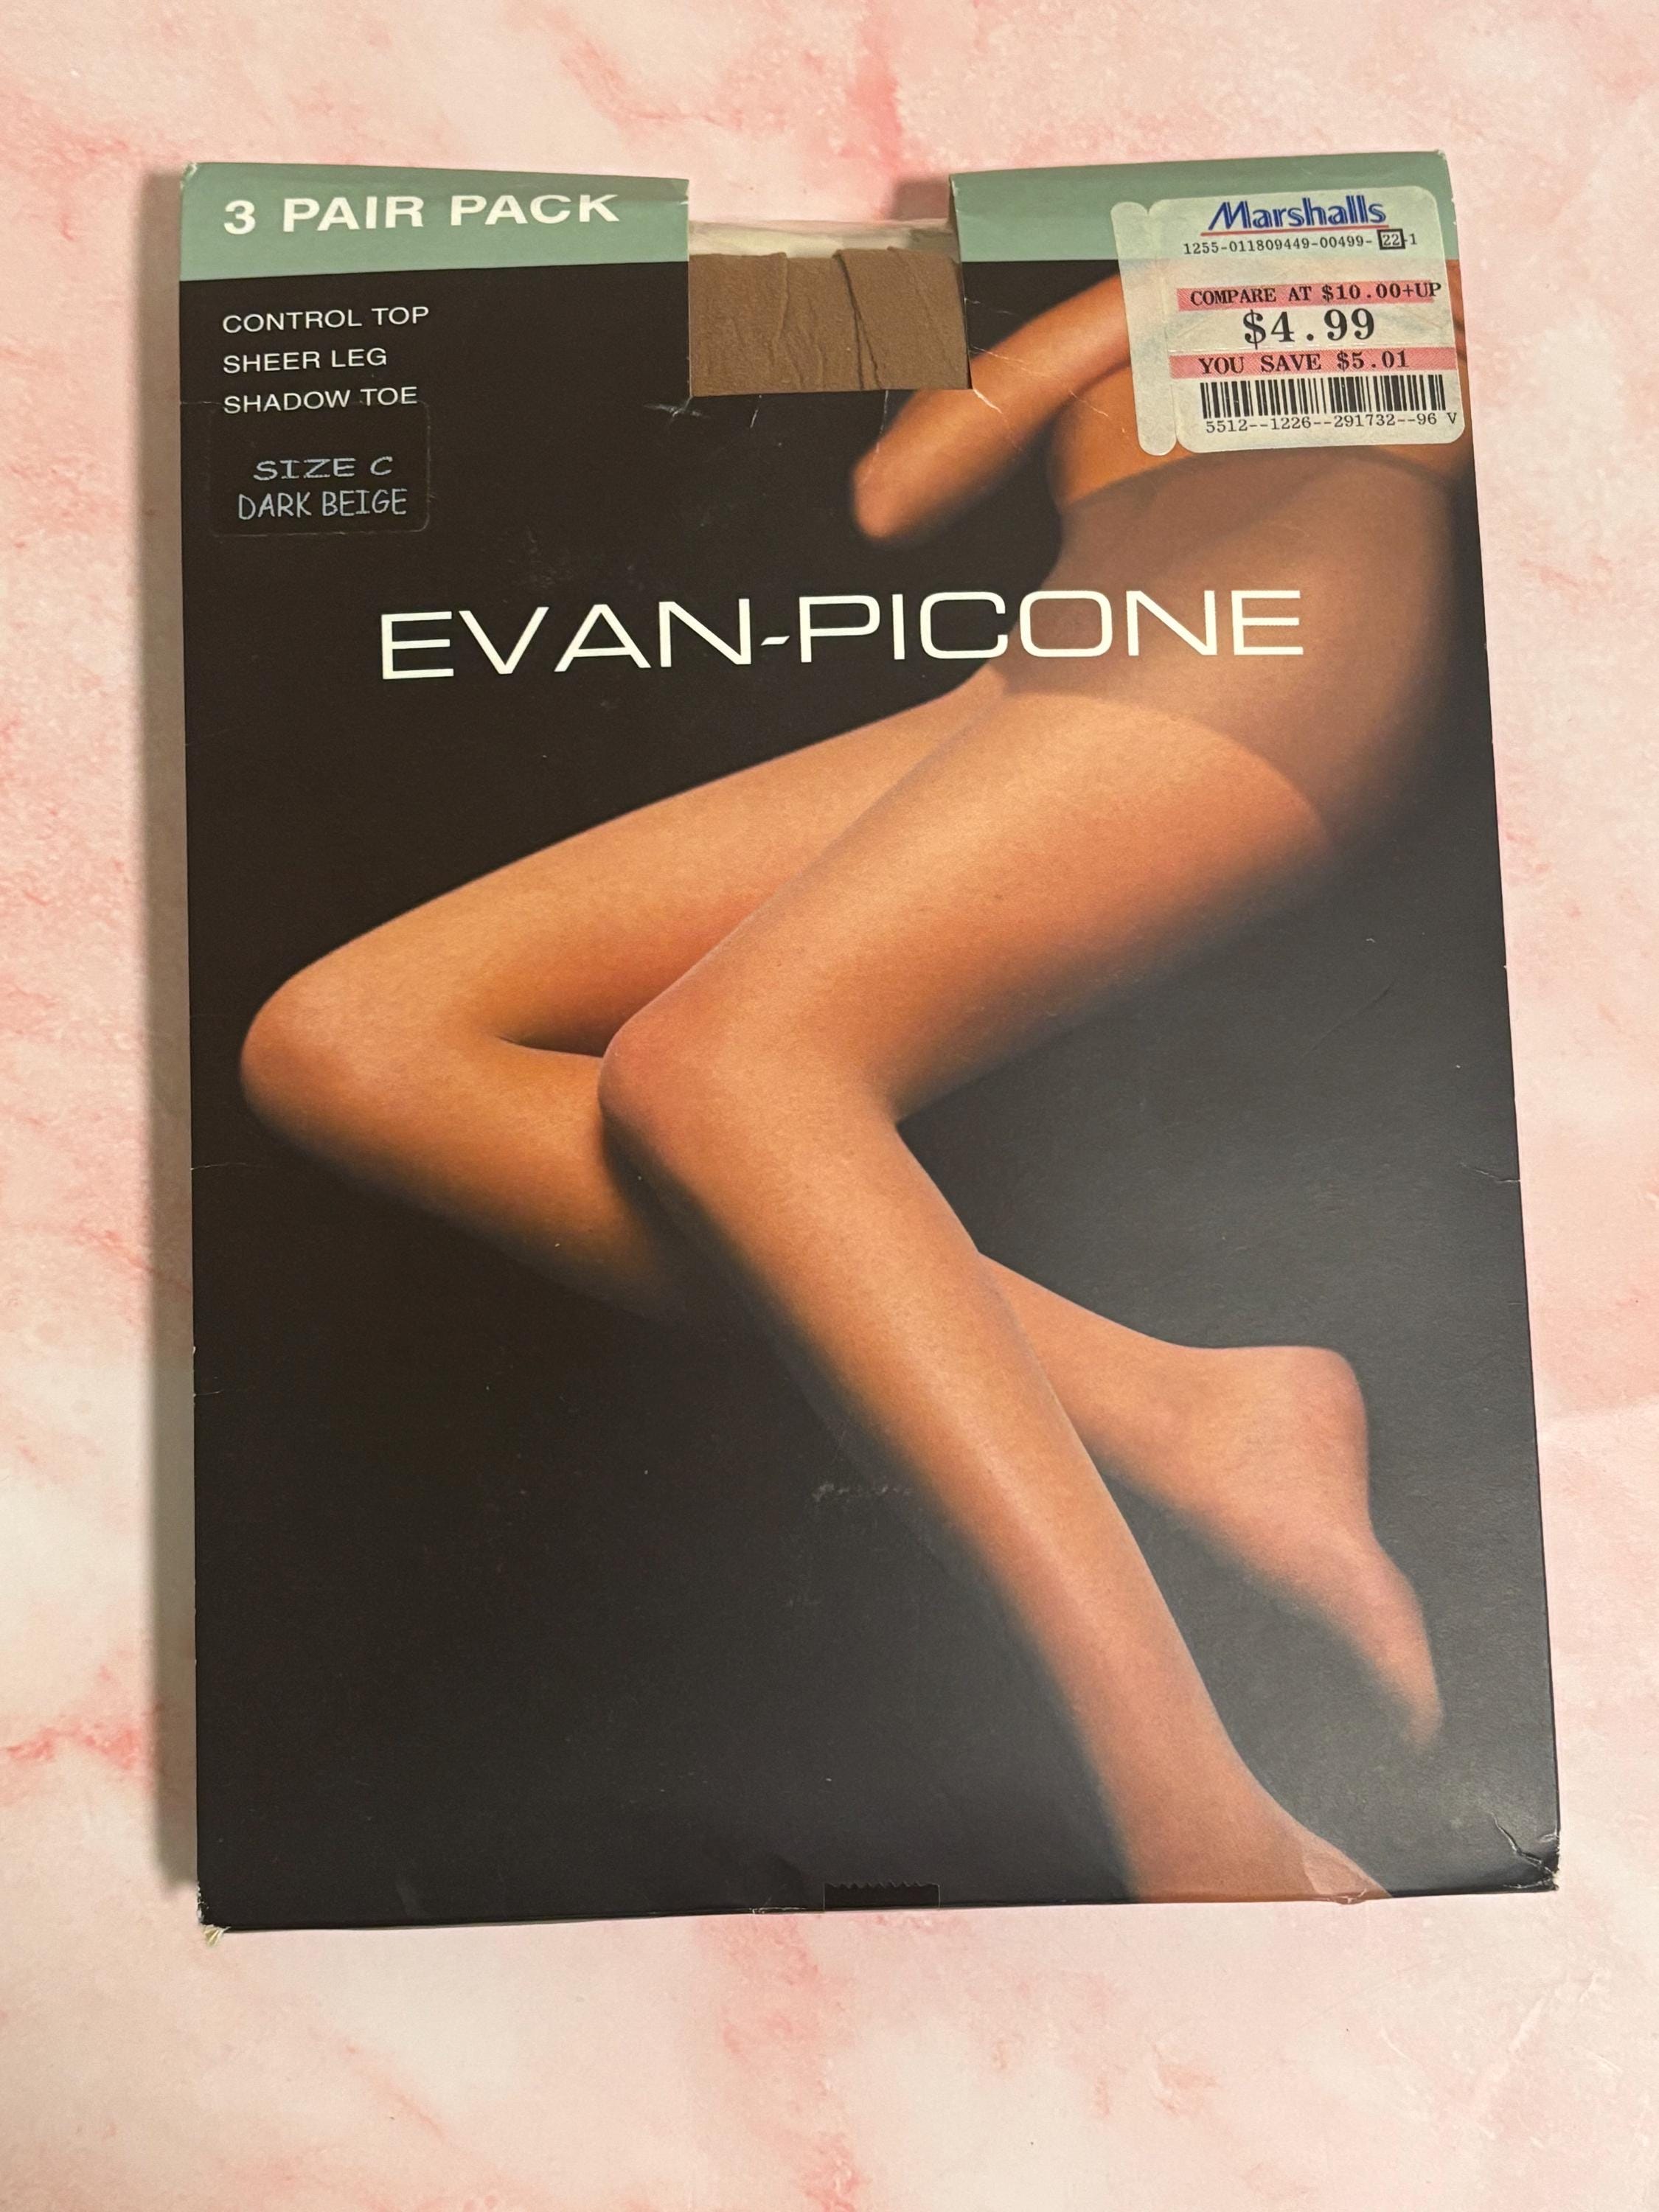 3 PAIR PACK
CONTROL TOP
SHEER LEG
SHADOW TOE
SIZE C
DARK BEIGE
Marshalls
1255-011809449-00499- 22-1
COMPARE AT $10.00+UP
$4.99
YOU SAVE $5.01
5512--1226--291732--96 V
EVAN-PICONE